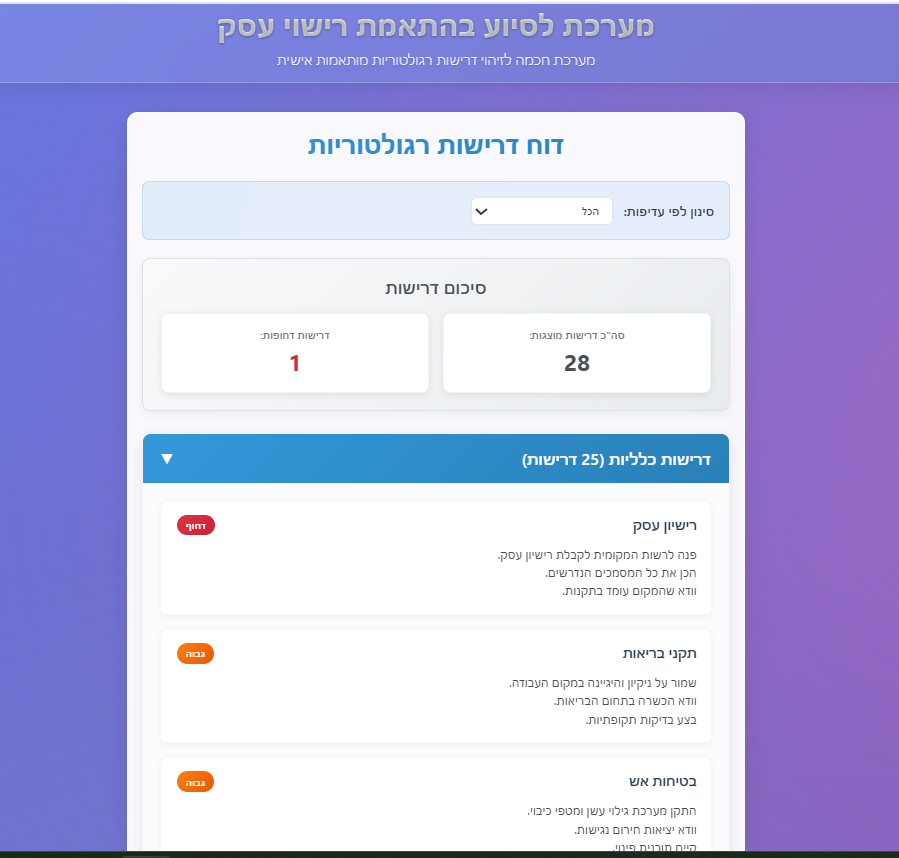 מערכת לסיוע בהתאמת רישוי עסק
מערכת חכמה לזיהוי דרישות רגולטוריות מותאמות אישית
דוח דרישות רגולטוריות
סינון לפי עדיפות:
הכל
סיכום דרישות
סה"כ דרישות מוצגות:
28
דרישות דחופות:
1
דרישות כלליות (25 דרישות)
רישיון עסק
דחוף
פנה לרשות המקומית לקבלת רישיון עסק.
הכן את כל המסמכים הנדרשים.
וודא שהמקום עומד בתקנות.
תקני בריאות
גבוה
שמור על ניקיון והיגיינה במקום העבודה.
וודא הכשרה בתחום הבריאות.
בצע בדיקות תקופתיות.
בטיחות אש
גבוה
התקן מערכת גילוי עשן ומטפי כיבוי.
וודא יציאות חירום נגישות.
קיים תוכנית פינוי.